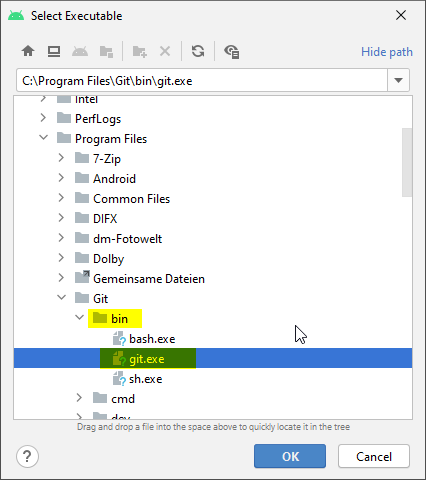 Select Executable
Hide path
C:\Program Files\Git\bin\git.exe
Intel
PerfLogs
Program Files
7-Zip
Android
Common Files
DIFX
dm-Fotowelt
Dolby
Gemeinsame Dateien
Git
bin
bash.exe
git.exe
sh.exe
cmd
dev
Drag and drop a file into the space above to quickly locate it in the tree
?
OK
Cancel